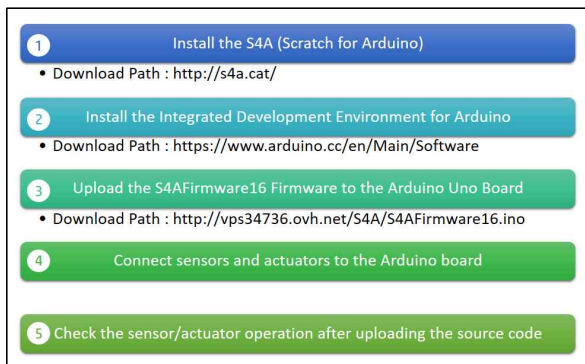 1 Install the S4A (Scratch for Arduino)
• Download Path : http://s4a.cat/
2 Install the Integrated Development Environment for Arduino
• Download Path : https://www.arduino.cc/en/Main/Software
3 Upload the S4AFirmware16 Firmware to the Arduino Uno Board
• Download Path : http://vps34736.ovh.net/S4A/S4AFirmware16.ino
4 Connect sensors and actuators to the Arduino board
5 Check the sensor/actuator operation after uploading the source code